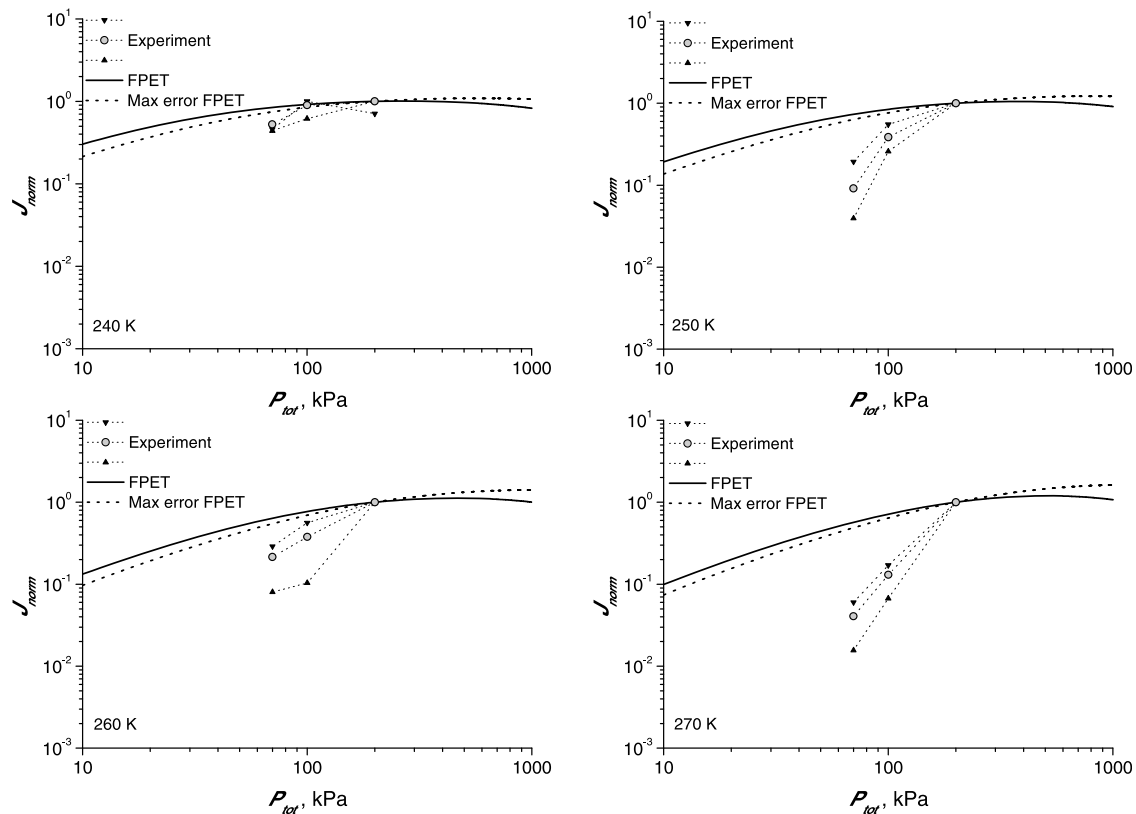 10¹
Experiment
FPET
Max error FPET
10⁰
10⁻¹
J_norm
10⁻²
240 K
10⁻³
10 100 1000
P_tot, kPa
10¹
Experiment
FPET
Max error FPET
10⁰
10⁻¹
J_norm
10⁻²
250 K
10⁻³
10 100 1000
P_tot, kPa
10¹
Experiment
FPET
Max error FPET
10⁰
10⁻¹
J_norm
10⁻²
260 K
10⁻³
10 100 1000
P_tot, kPa
10¹
Experiment
FPET
Max error FPET
10⁰
10⁻¹
J_norm
10⁻²
270 K
10⁻³
10 100 1000
P_tot, kPa